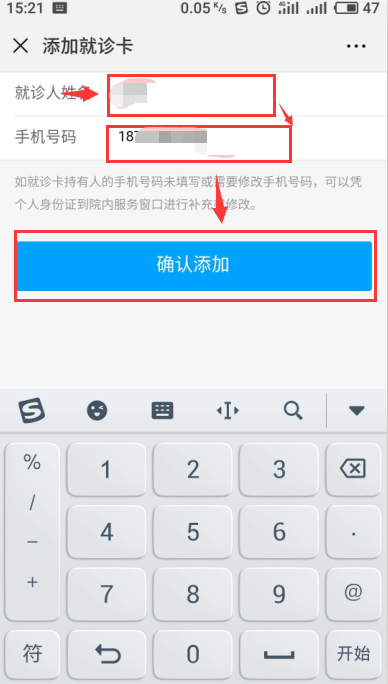 15:21 0.05 K/s 4G 47
添加就诊卡
就诊人姓名
手机号码 187
如就诊卡持有人的手机号码未填写或需要修改手机号码，可以凭
个人身份证到院内服务窗口进行补充或修改。
确认添加
% 1 2 3
/ 4 5 6 .
－ 7 8 9 @
+
符 0 开始